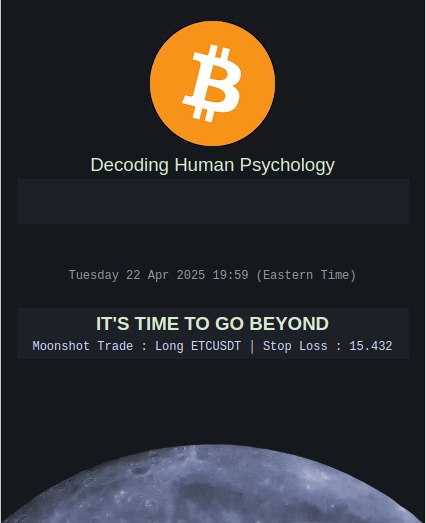 Decoding Human Psychology
Tuesday 22 Apr 2025 19:59 (Eastern Time)
IT'S TIME TO GO BEYOND
Moonshot Trade : Long ETCUSDT | Stop Loss : 15.432